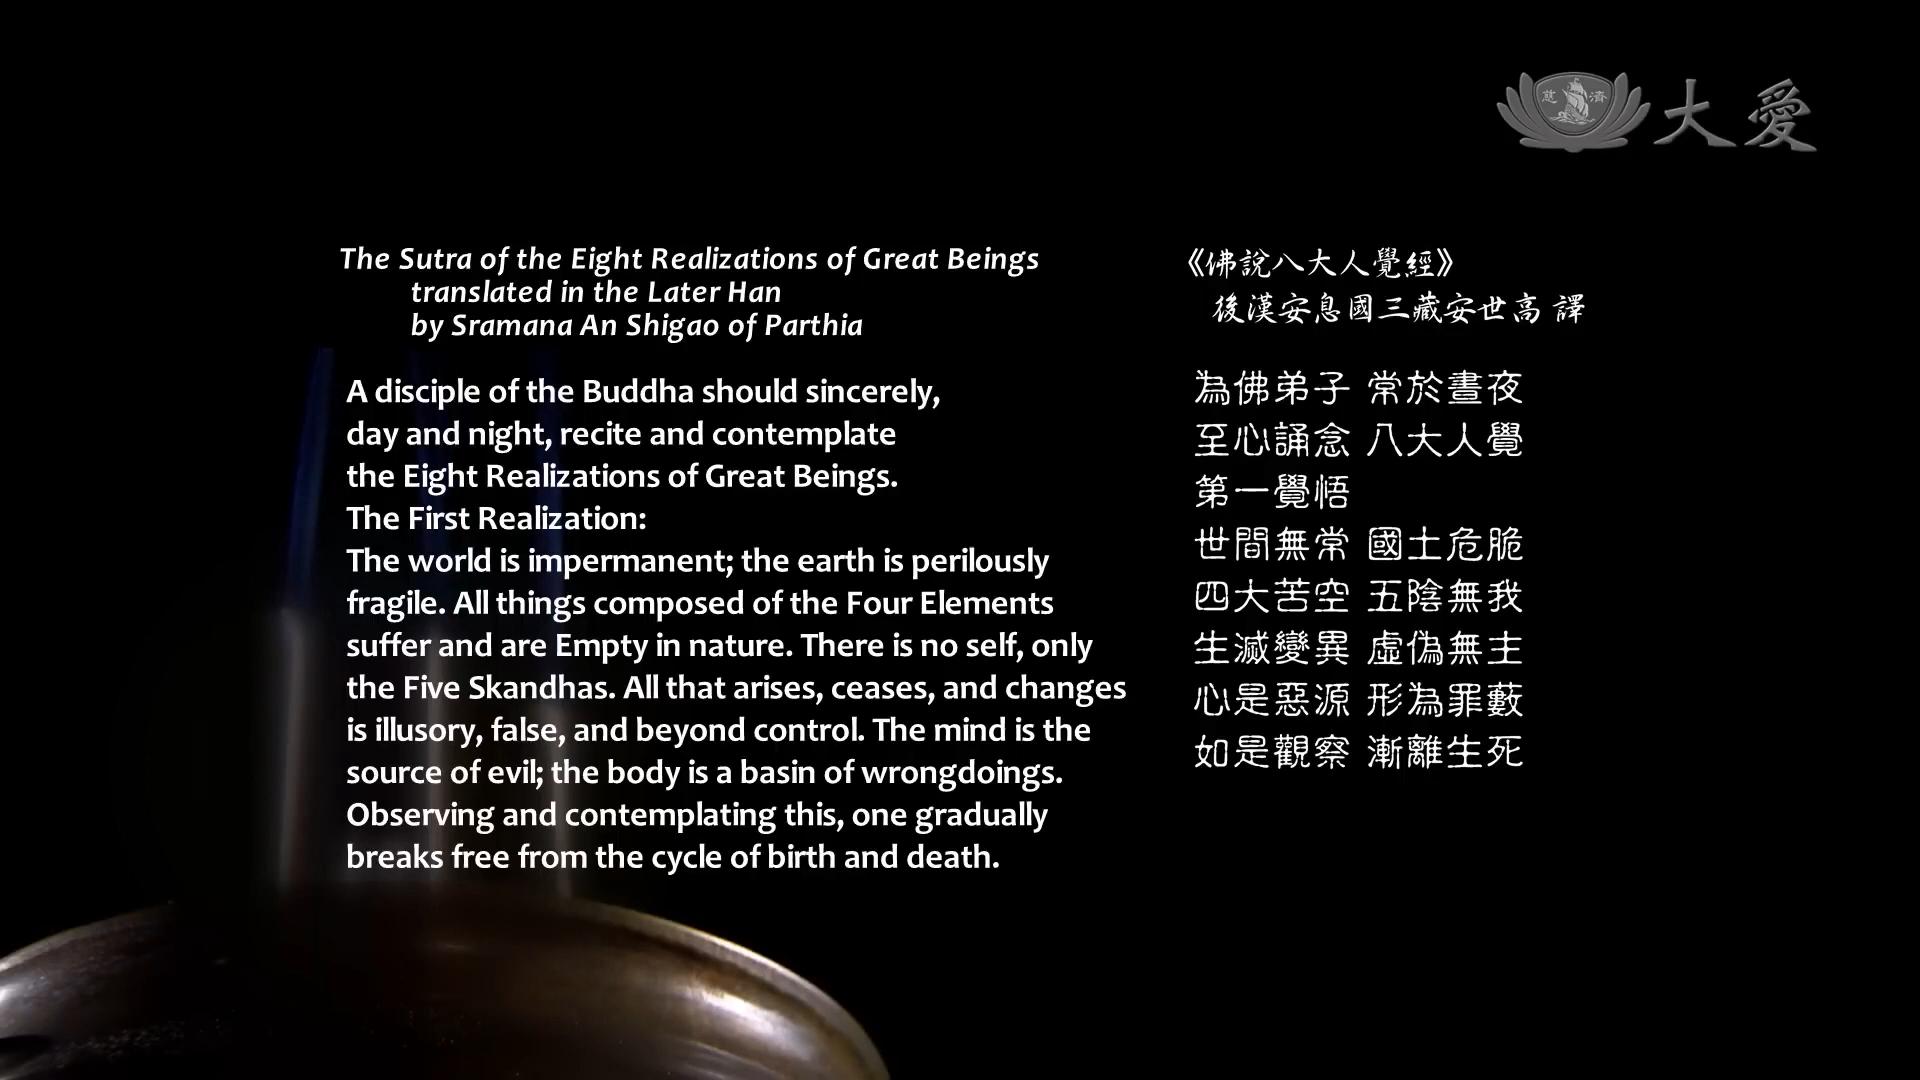 慈濟
大愛
The Sutra of the Eight Realizations of Great Beings
translated in the Later Han
by Sramana An Shigao of Parthia
A disciple of the Buddha should sincerely,
day and night, recite and contemplate
the Eight Realizations of Great Beings.
The First Realization:
The world is impermanent; the earth is perilously
fragile. All things composed of the Four Elements
suffer and are Empty in nature. There is no self, only
the Five Skandhas. All that arises, ceases, and changes
is illusory, false, and beyond control. The mind is the
source of evil; the body is a basin of wrongdoings.
Observing and contemplating this, one gradually
breaks free from the cycle of birth and death.
《佛說八大人覺經》
後漢安息國三藏安世高 譯
為佛弟子 常於晝夜
至心誦念 八大人覺
第一覺悟
世間無常 國土危脆
四大苦空 五陰無我
生滅變異 虛偽無主
心是惡源 形為罪藪
如是觀察 漸離生死